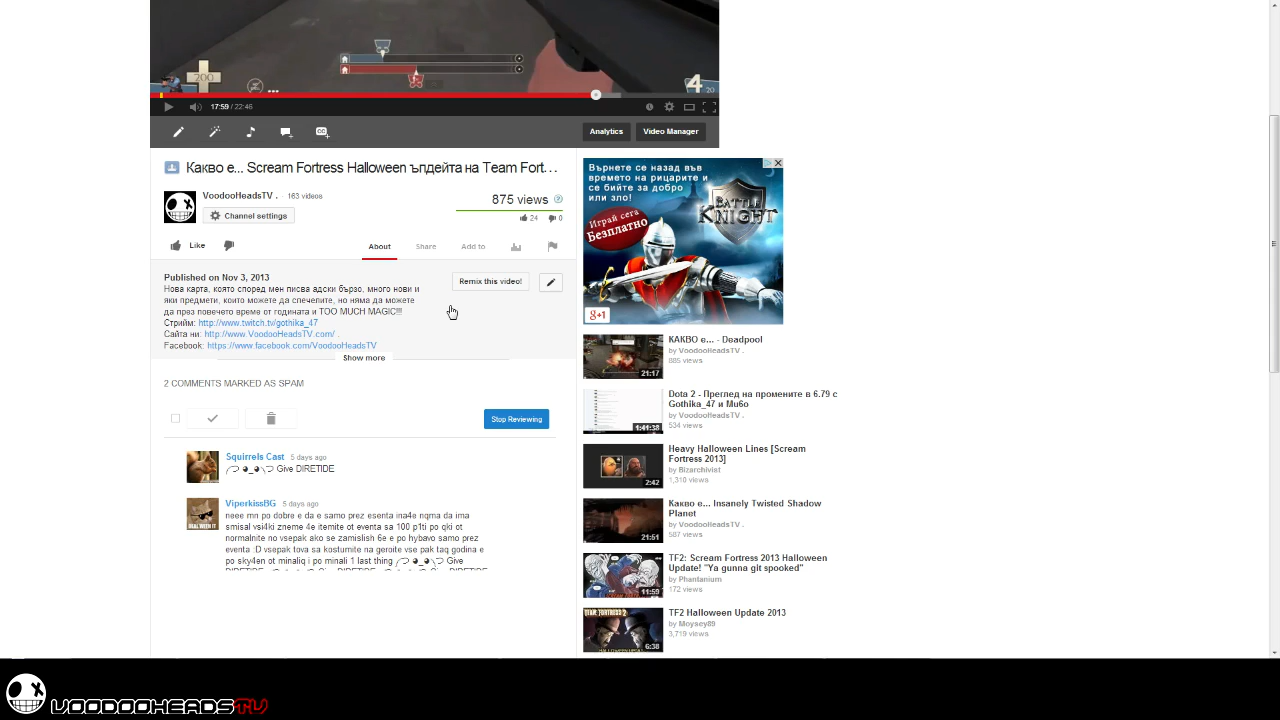 200
4
20
17:59 / 22:46
Analytics
Video Manager
Какво е... Scream Fortress Halloween ъпдейта на Team Fort...
VoodooHeadsTV . · 163 videos
Channel settings
875 views
24 0
Like
About
Share
Add to
Published on Nov 3, 2013
Remix this video!
Нова карта, която според мен писва адски бързо, много нови и
яки предмети, които можете да спечелите, но няма да можете
да през повечето време от годината и TOO MUCH MAGIC!!!
Стрийм: http://www.twitch.tv/gothika_47
Сайта ни: http://www.VoodooHeadsTV.com/ .
Facebook: https://www.facebook.com/VoodooHeadsTV
Show more
2 COMMENTS MARKED AS SPAM
Stop Reviewing
Squirrels Cast 5 days ago
༼つ ◕_◕༽つ Give DIRETIDE
ViperkissBG 5 days ago
neee mn po dobre e da e samo prez esenta ina4e nqma da ima
smisal vsi4ki zneme 4e itemite ot eventa sa 100 p1ti po qki ot
normalnite no vsepak ako se zamislish 6e e po hybavo samo prez
eventa :D vsepak tova sa kostumite na geroite vse pak taq godina e
po sky4en ot minaliq i po minali 1 last thing ༼つ ◕_◕༽つ Give
DEAL WITH IT
Върнете се назад във
времето на рицарите и
се бийте за добро
или зло!
Играй сега
Безплатно
BATTLE
KNIGHT
g+1
КАКВО е... - Deadpool
by VoodooHeadsTV .
885 views
21:17
Dota 2 - Преглед на промените в 6.79 с
Gothika_47 и Mu6o
by VoodooHeadsTV .
534 views
1:41:38
Heavy Halloween Lines [Scream
Fortress 2013]
by Bizarchivist
1,310 views
2:42
Какво е... Insanely Twisted Shadow
Planet
by VoodooHeadsTV .
587 views
21:51
TF2: Scream Fortress 2013 Halloween
Update! "Ya gunna git spooked"
by Phantanium
172 views
11:59
TF2 Halloween Update 2013
by Moysey89
3,719 views
6:38
VOODOOHEADSTV